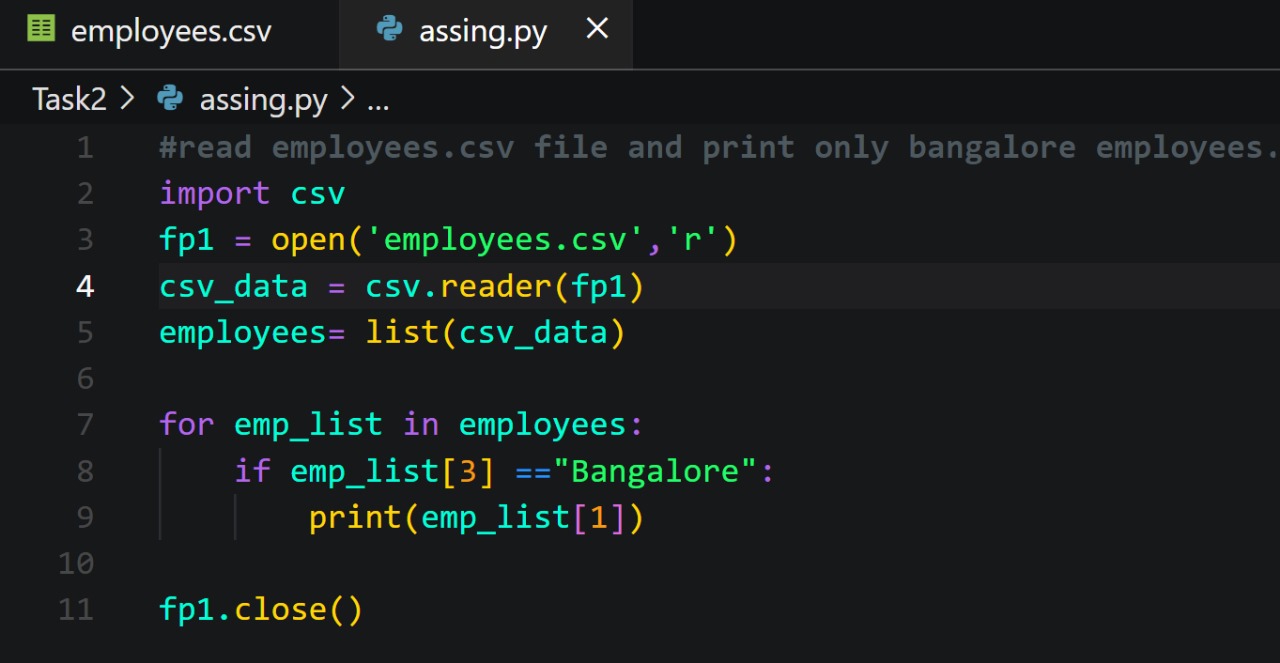 employees.csv assing.py ×
Task2 > assing.py > ...
1 #read employees.csv file and print only bangalore employees.
2 import csv
3 fp1 = open('employees.csv','r')
4 csv_data = csv.reader(fp1)
5 employees= list(csv_data)
6
7 for emp_list in employees:
8 if emp_list[3] =="Bangalore":
9 print(emp_list[1])
10
11 fp1.close()